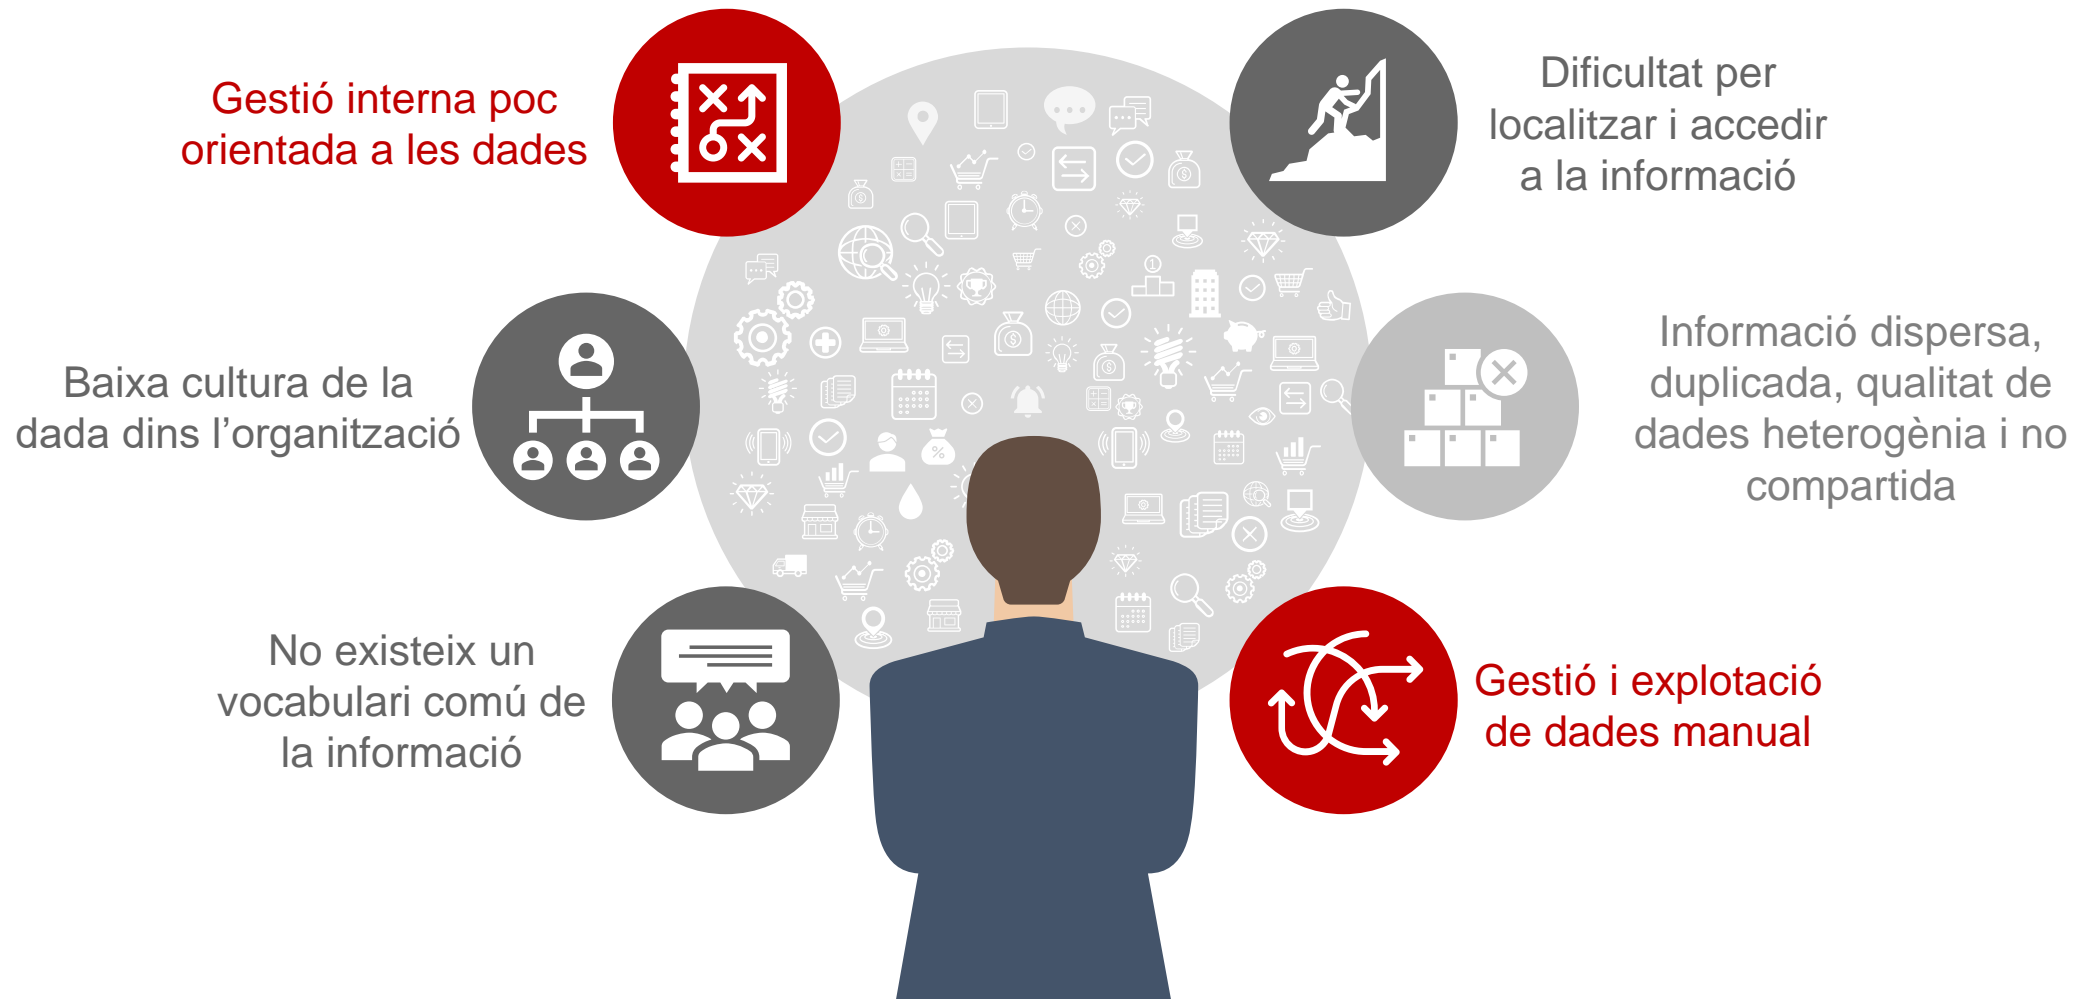 Gestió interna poc
orientada a les dades
Baixa cultura de la
dada dins l’organització
No existeix un
vocabulari comú de
la informació
Dificultat per
localitzar i accedir
a la informació
Informació dispersa,
duplicada, qualitat de
dades heterogènia i no
compartida
Gestió i explotació
de dades manual